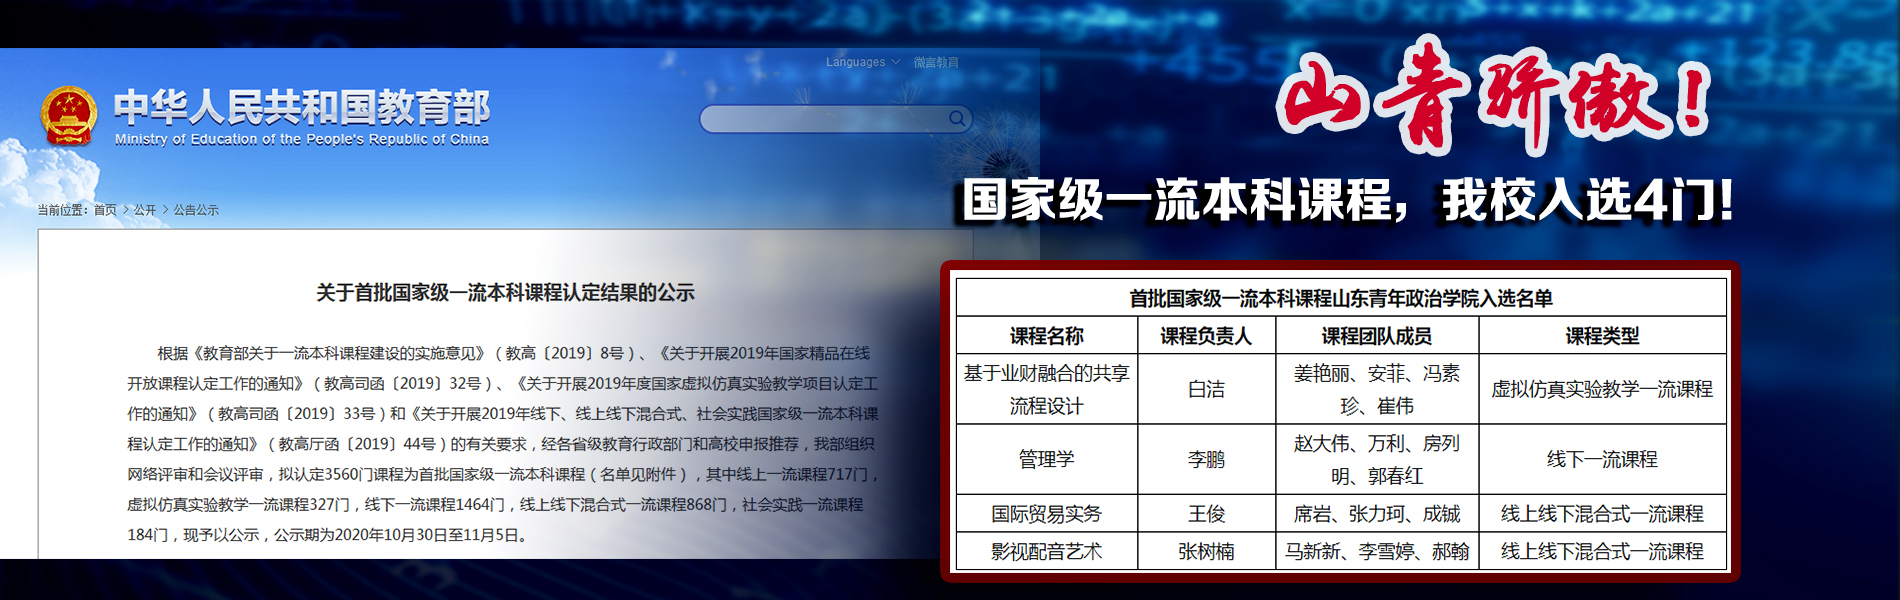 Languages 微言教育
中华人民共和国教育部
Ministry of Education of the People's Republic of China
当前位置：首页 > 公开 > 公告公示
关于首批国家级一流本科课程认定结果的公示
根据《教育部关于一流本科课程建设的实施意见》（教高〔2019〕8号）、《关于开展2019年国家精品在线
开放课程认定工作的通知》（教高司函〔2019〕32号）、《关于开展2019年度国家虚拟仿真实验教学项目认定工
作的通知》（教高司函〔2019〕33号）和《关于开展2019年线下、线上线下混合式、社会实践国家级一流本科课
程认定工作的通知》（教高厅函〔2019〕44号）的有关要求，经各省级教育行政部门和高校申报推荐，我部组织
网络评审和会议评审，拟认定3560门课程为首批国家级一流本科课程（名单见附件），其中线上一流课程717门，
虚拟仿真实验教学一流课程327门，线下一流课程1464门，线上线下混合式一流课程868门，社会实践一流课程
184门，现予以公示，公示期为2020年10月30日至11月5日。
山青骄傲！
国家级一流本科课程，我校入选4门！
首批国家级一流本科课程山东青年政治学院入选名单
课程名称 课程负责人 课程团队成员 课程类型
基于业财融合的共享
流程设计 白洁 姜艳丽、安菲、冯素
珍、崔伟 虚拟仿真实验教学一流课程
管理学 李鹏 赵大伟、万利、房列
明、郭春红 线下一流课程
国际贸易实务 王俊 席岩、张力珂、成铖 线上线下混合式一流课程
影视配音艺术 张树楠 马新新、李雪婷、郝翰 线上线下混合式一流课程